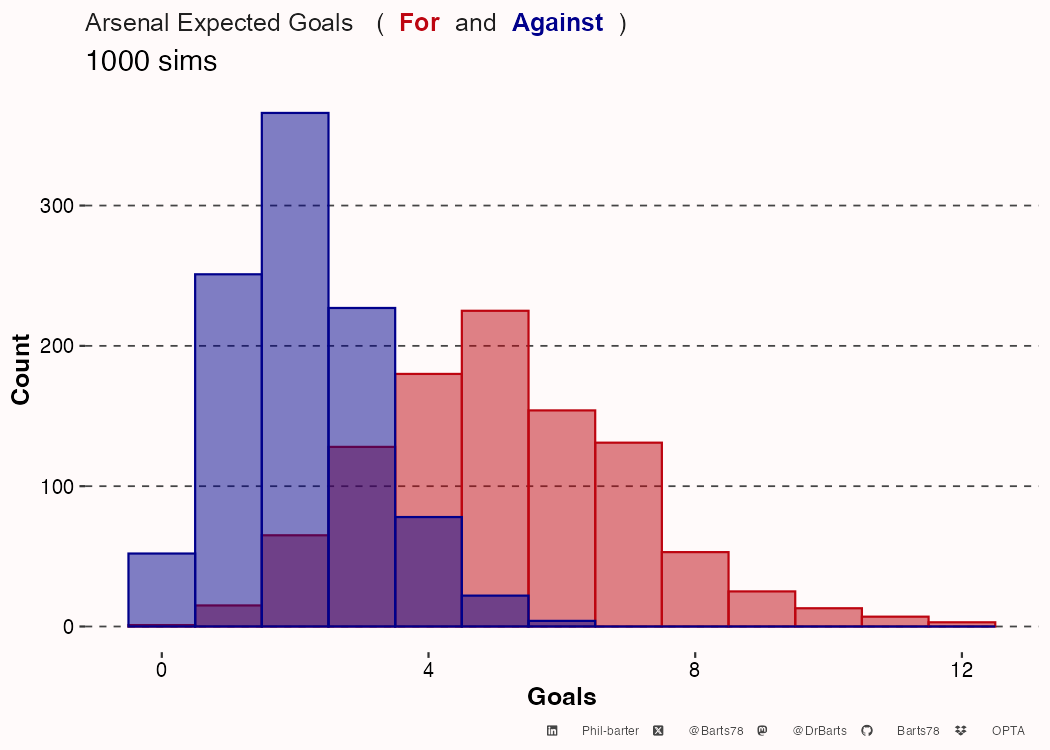 Arsenal Expected Goals ( For and Against )
1000 sims
Count
300
200
100
0
0 4 8 12
Goals
Phil-barter @Barts78 @DrBarts Barts78 OPTA